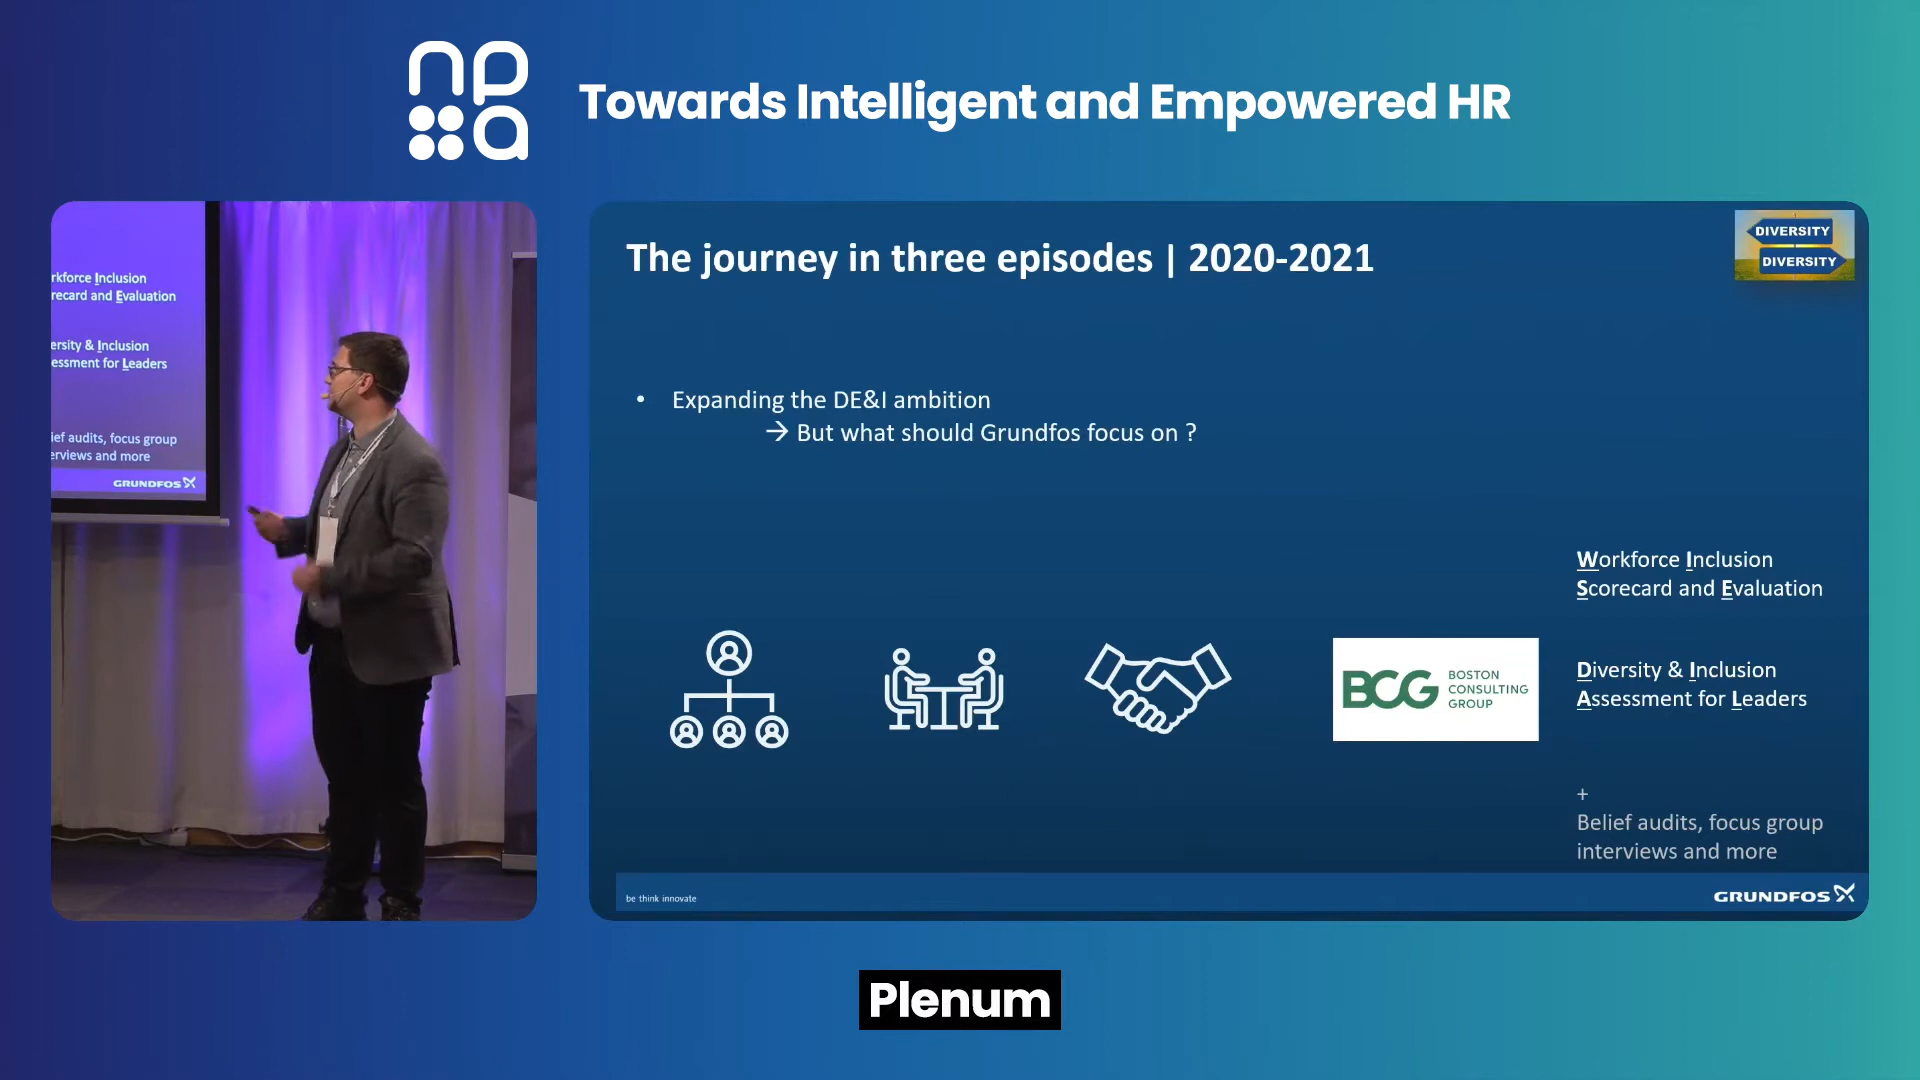 npa
Towards Intelligent and Empowered HR
rkforce Inclusion
recard and Evaluation
ersity & Inclusion
essment for Leaders
ief audits, focus group
erviews and more
GRUNDFOS
The journey in three episodes | 2020-2021
DIVERSITY
DIVERSITY
• Expanding the DE&I ambition
→ But what should Grundfos focus on ?
Workforce Inclusion
Scorecard and Evaluation
BCG
BOSTON
CONSULTING
GROUP
Diversity & Inclusion
Assessment for Leaders
+
Belief audits, focus group
interviews and more
be think innovate
GRUNDFOS
Plenum